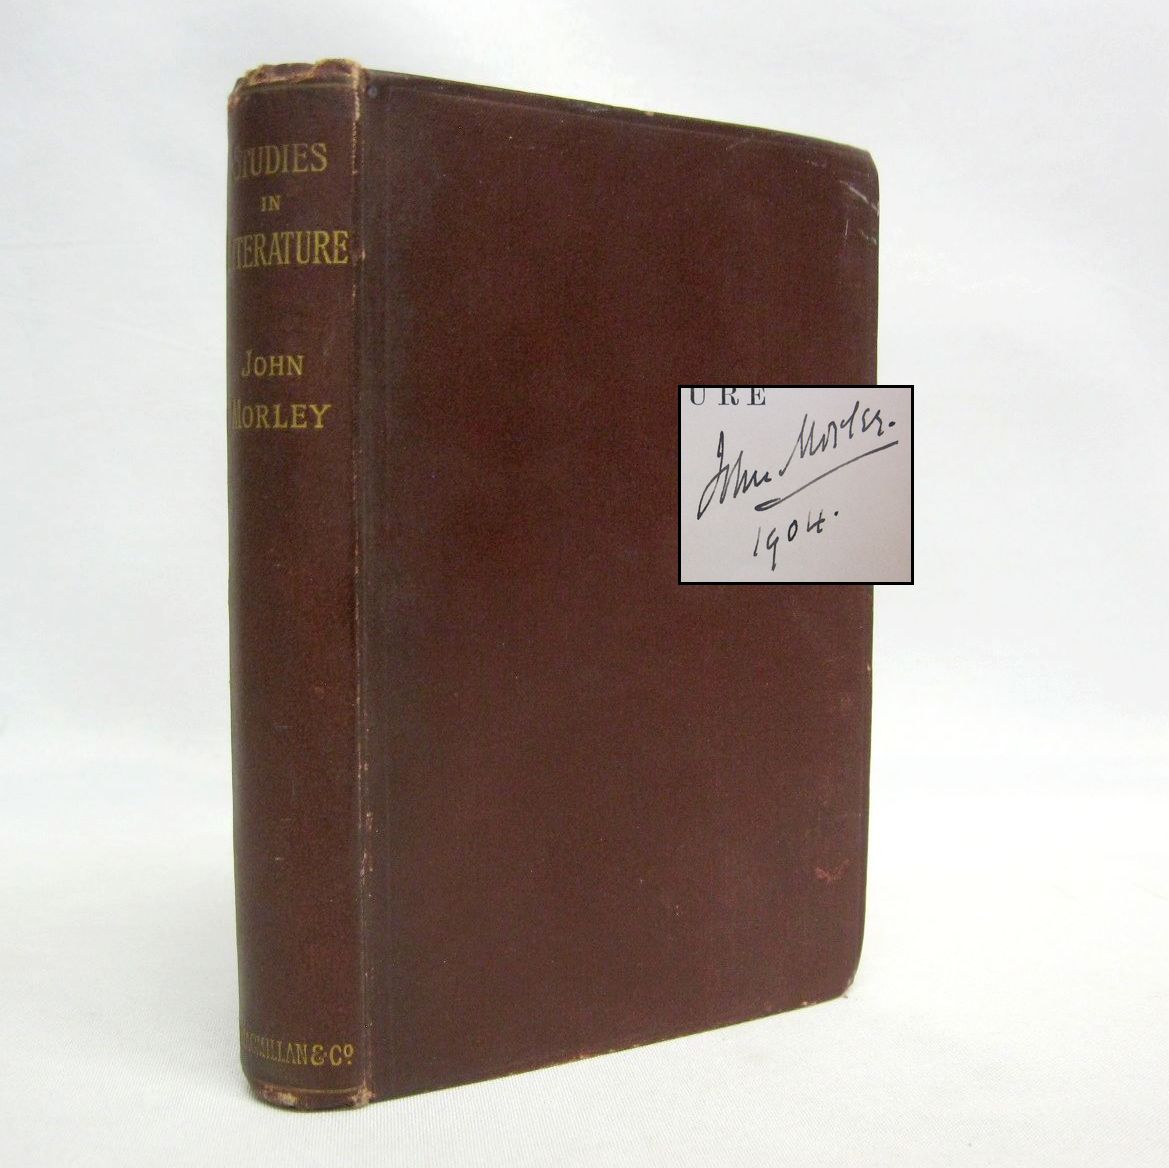 STUDIES
IN
LITERATURE
JOHN
MORLEY
MACMILLAN & Co
URE
John Morley.
1904.